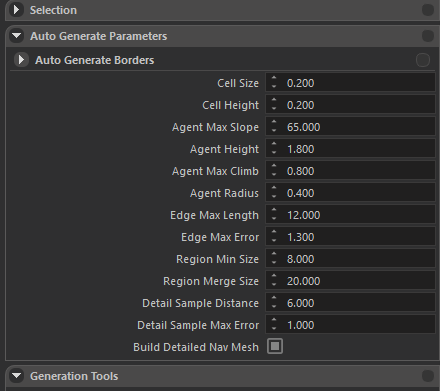 Selection
Auto Generate Parameters
Auto Generate Borders
Cell Size 0.200
Cell Height 0.200
Agent Max Slope 65.000
Agent Height 1.800
Agent Max Climb 0.800
Agent Radius 0.400
Edge Max Length 12.000
Edge Max Error 1.300
Region Min Size 8.000
Region Merge Size 20.000
Detail Sample Distance 6.000
Detail Sample Max Error 1.000
Build Detailed Nav Mesh
Generation Tools